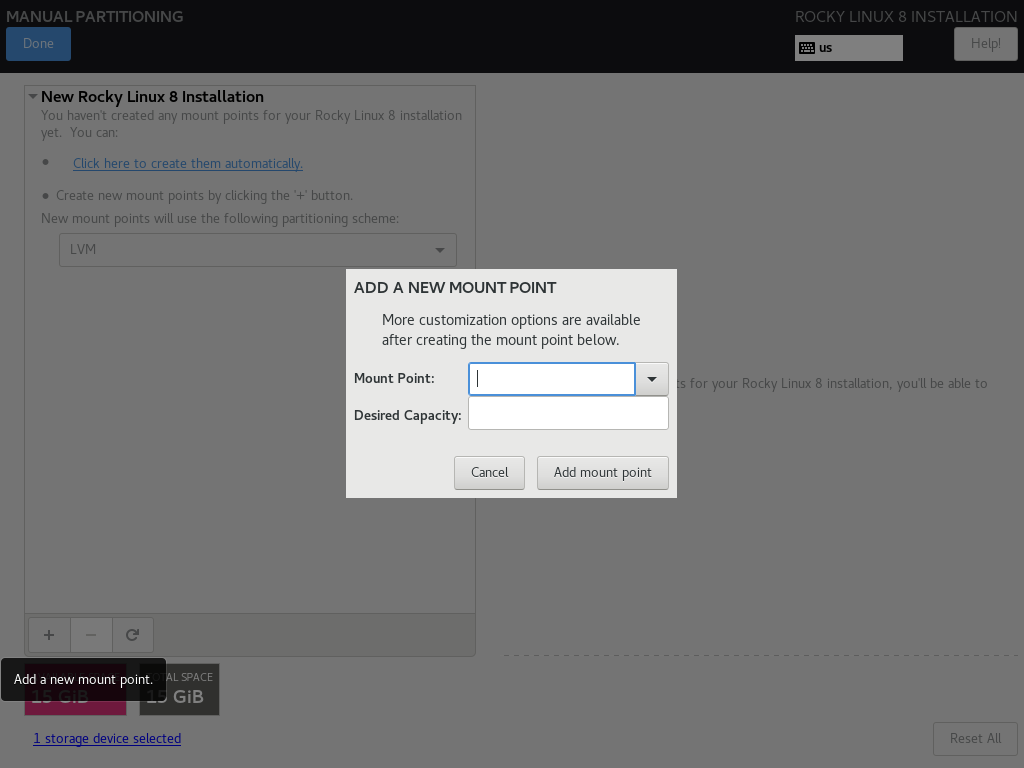 MANUAL PARTITIONING
ROCKY LINUX 8 INSTALLATION
Done
us
Help!
New Rocky Linux 8 Installation
You haven't created any mount points for your Rocky Linux 8 installation
yet.  You can:
• Click here to create them automatically.
• Create new mount points by clicking the '+' button.
New mount points will use the following partitioning scheme:
LVM
ADD A NEW MOUNT POINT
More customization options are available
after creating the mount point below.
Mount Point:
for your Rocky Linux 8 installation, you'll be able to
Desired Capacity:
Cancel
Add mount point
+ −
Add a new mount point.
SPACE
15 GiB
15 GiB
1 storage device selected
Reset All